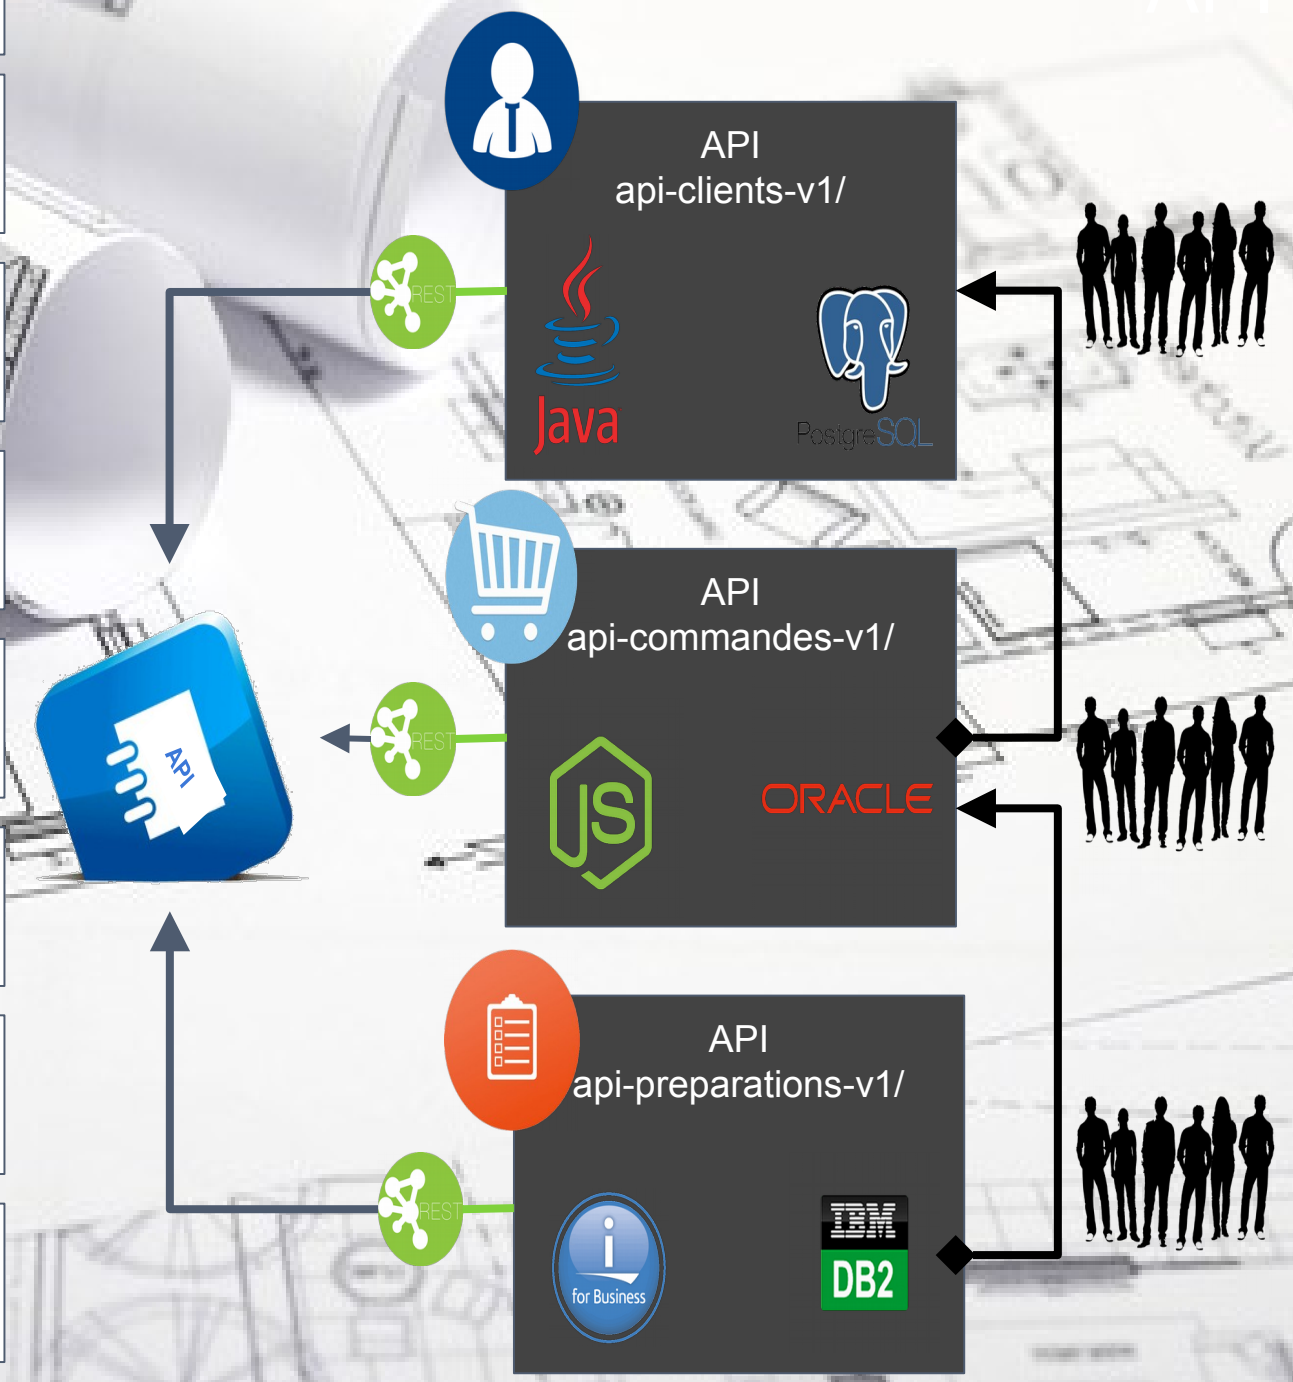 API
api-clients-v1/
REST
Java
PostgreSQL
API
api-commandes-v1/
REST
JS
ORACLE
API
API
api-preparations-v1/
REST
i
for Business
IBM
DB2